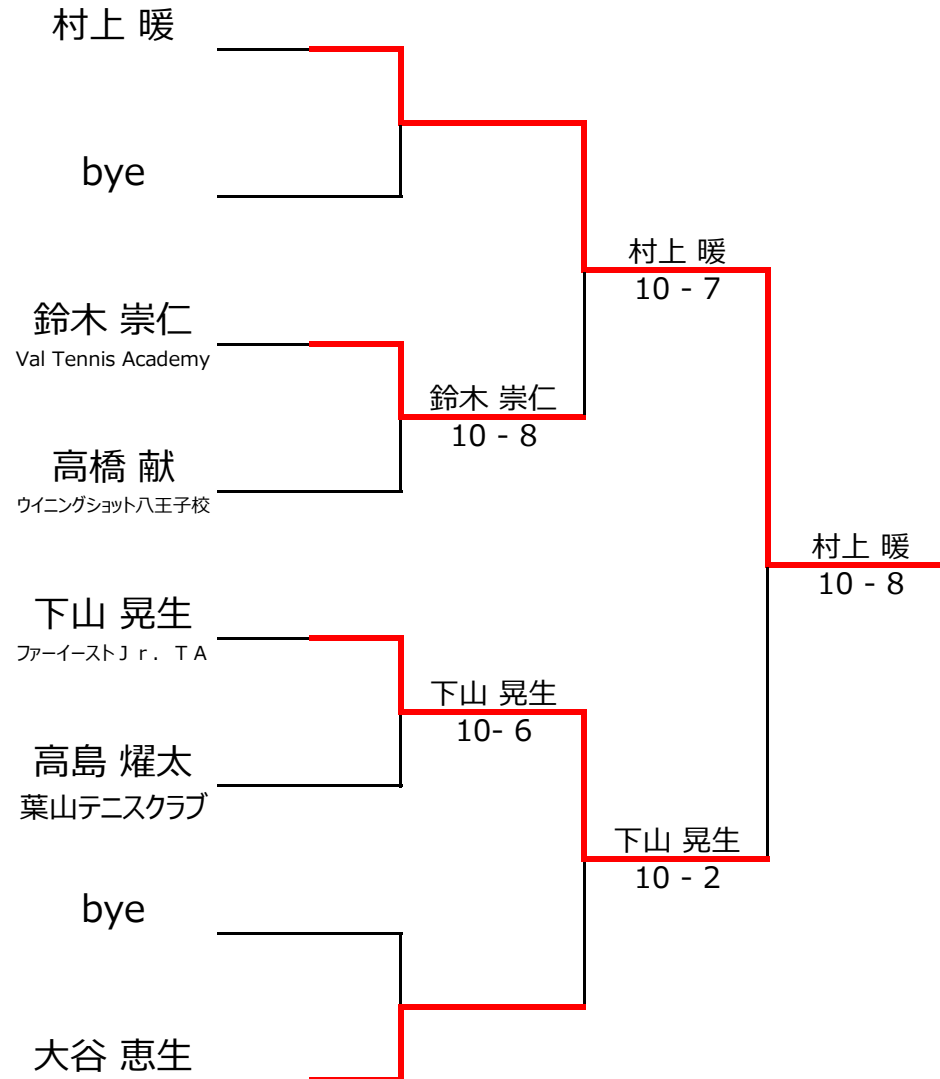 村上 暖
bye
村上 暖
10 - 7
鈴木 崇仁
Val Tennis Academy
鈴木 崇仁
10 - 8
高橋 献
ウイニングショット八王子校
村上 暖
10 - 8
下山 晃生
ファーイーストＪｒ．ＴＡ
下山 晃生
10- 6
高島 燿太
葉山テニスクラブ
下山 晃生
10 - 2
bye
大谷 恵生